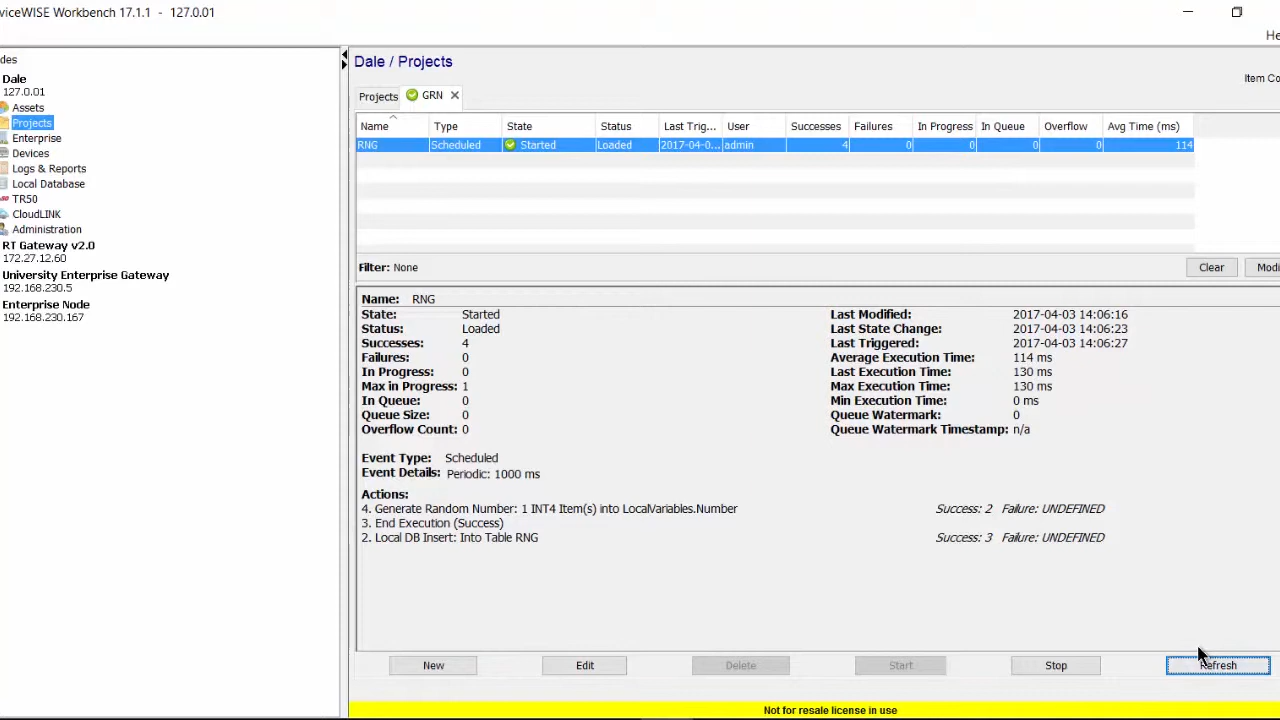 viceWISE Workbench 17.1.1 - 127.0.01
He
des
Dale
127.0.01
Assets
Projects
Enterprise
Devices
Logs & Reports
Local Database
TR50
CloudLINK
Administration
RT Gateway v2.0
172.27.12.60
University Enterprise Gateway
192.168.230.5
Enterprise Node
192.168.230.167
Dale / Projects
Item Co
Projects GRN
Name Type State Status Last Trig... User Successes Failures In Progress In Queue Overflow Avg Time (ms)
RNG Scheduled Started Loaded 2017-04-0... admin 4 0 0 0 0 114
Filter: None Clear Modi
Name: RNG
State: Started Last Modified: 2017-04-03 14:06:16
Status: Loaded Last State Change: 2017-04-03 14:06:23
Successes: 4 Last Triggered: 2017-04-03 14:06:27
Failures: 0 Average Execution Time: 114 ms
In Progress: 0 Last Execution Time: 130 ms
Max in Progress: 1 Max Execution Time: 130 ms
In Queue: 0 Min Execution Time: 0 ms
Queue Size: 0 Queue Watermark: 0
Overflow Count: 0 Queue Watermark Timestamp: n/a
Event Type: Scheduled
Event Details: Periodic: 1000 ms
Actions:
4. Generate Random Number: 1 INT4 Item(s) into LocalVariables.Number Success: 2 Failure: UNDEFINED
3. End Execution (Success)
2. Local DB Insert: Into Table RNG Success: 3 Failure: UNDEFINED
New Edit Delete Start Stop Refresh
Not for resale license in use